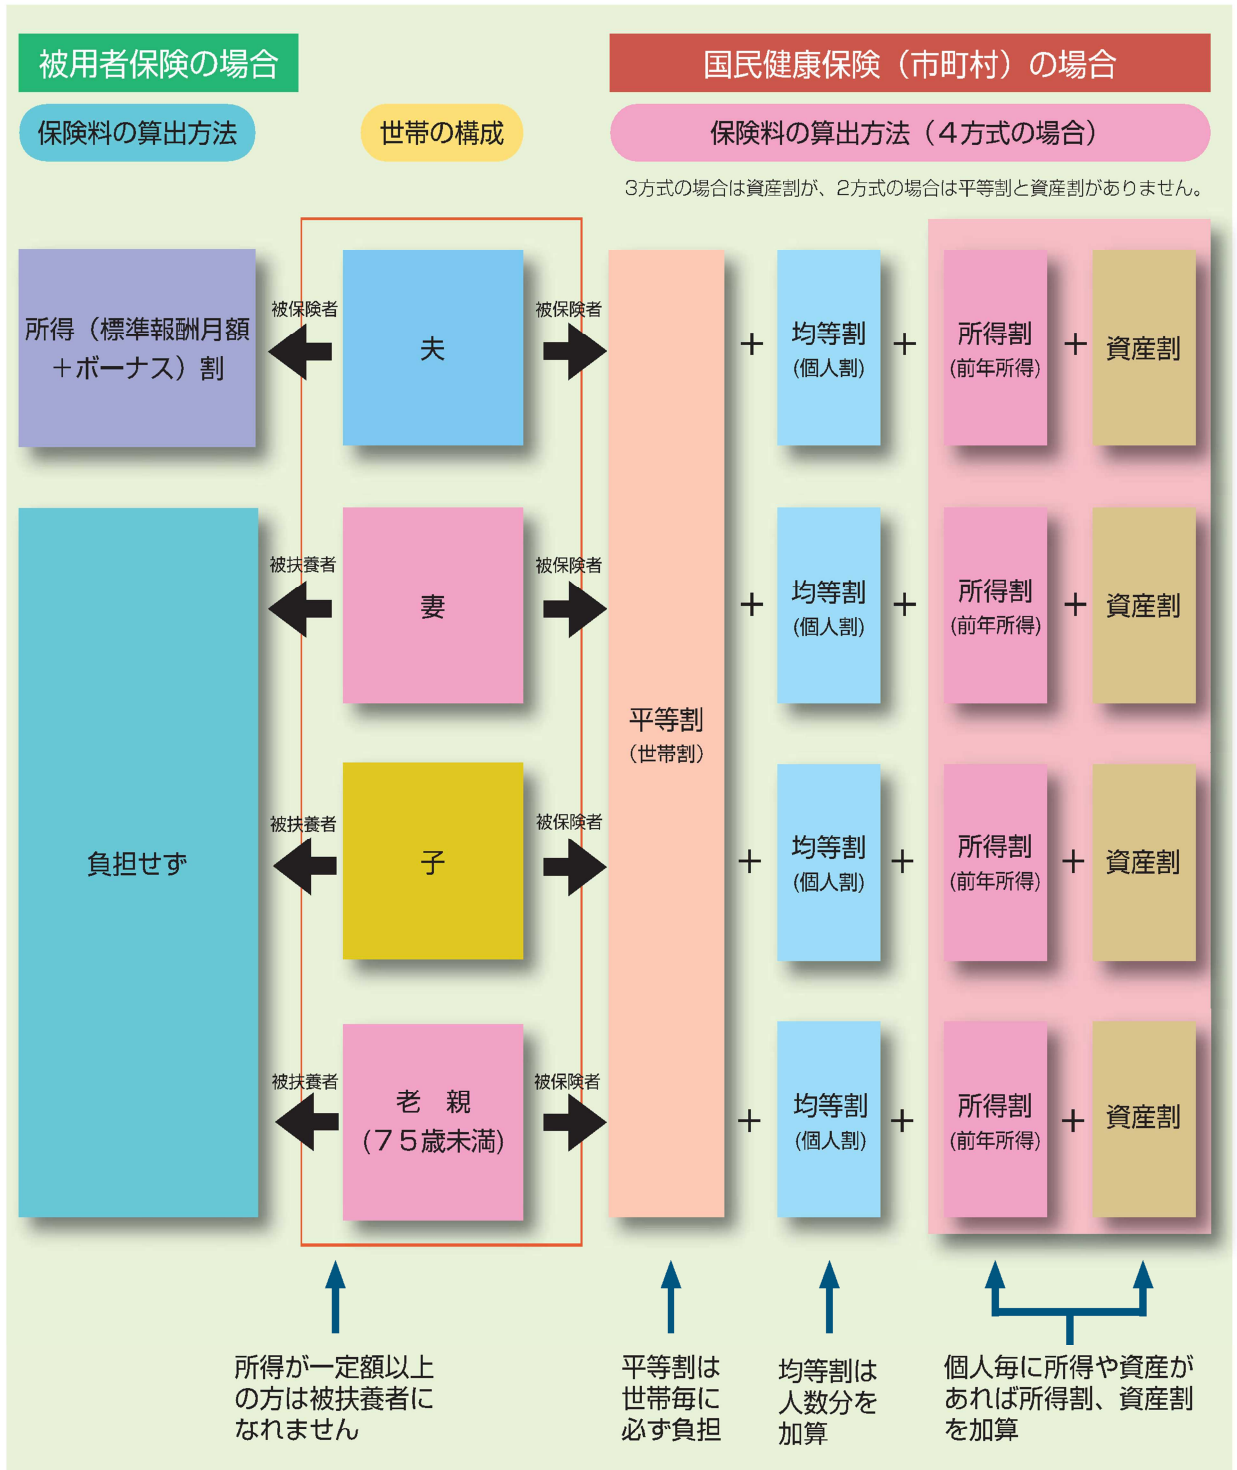 被用者保険の場合
国民健康保険（市町村）の場合
保険料の算出方法
世帯の構成
保険料の算出方法（４方式の場合）
3方式の場合は資産割が、2方式の場合は平等割と資産割がありません。
所得（標準報酬月額
＋ボーナス）割
被保険者
夫
被保険者
＋
均等割
(個人割)
＋
所得割
(前年所得)
＋
資産割
被扶養者
妻
被保険者
＋
均等割
(個人割)
＋
所得割
(前年所得)
＋
資産割
平等割
（世帯割）
負担せず
被扶養者
子
被保険者
＋
均等割
(個人割)
＋
所得割
(前年所得)
＋
資産割
被扶養者
老　親
(７５歳未満)
被保険者
＋
均等割
(個人割)
＋
所得割
(前年所得)
＋
資産割
所得が一定額以上
の方は被扶養者に
なれません
平等割は
世帯毎に
必ず負担
均等割は
人数分を
加算
個人毎に所得や資産が
あれば所得割、資産割
を加算